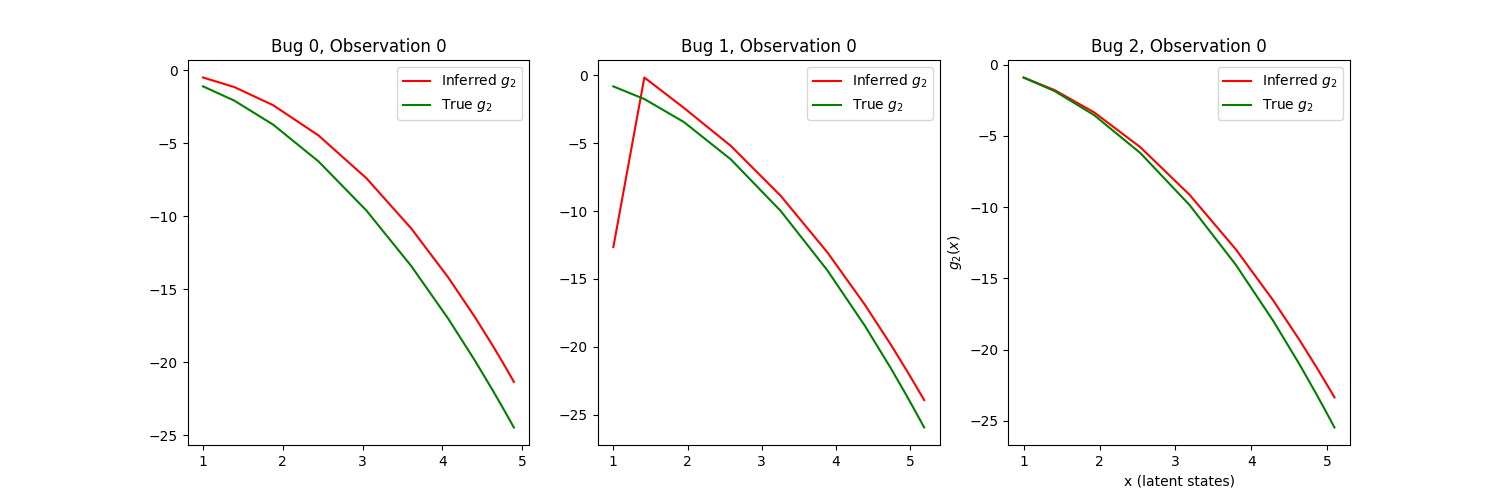 Bug 0, Observation 0
Inferred g₂
True g₂
0
−5
−10
−15
−20
−25
1 2 3 4 5
Bug 1, Observation 0
Inferred g₂
True g₂
0
−5
−10
−15
−20
−25
1 2 3 4 5
Bug 2, Observation 0
Inferred g₂
True g₂
g₂(x)
0
−5
−10
−15
−20
−25
1 2 3 4 5
x (latent states)